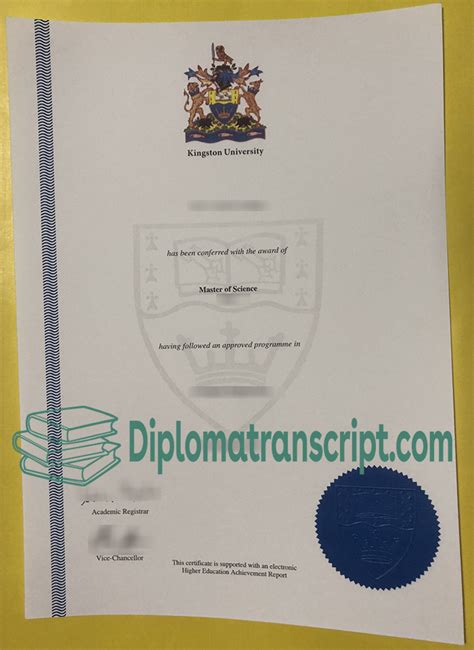 Kingston University
has been conferred with the award of
Master of Science
having followed an approved programme in
Diplomatranscript.com
Academic Registrar
Vice-Chancellor
This certificate is supported with an electronic
Higher Education Achievement Report